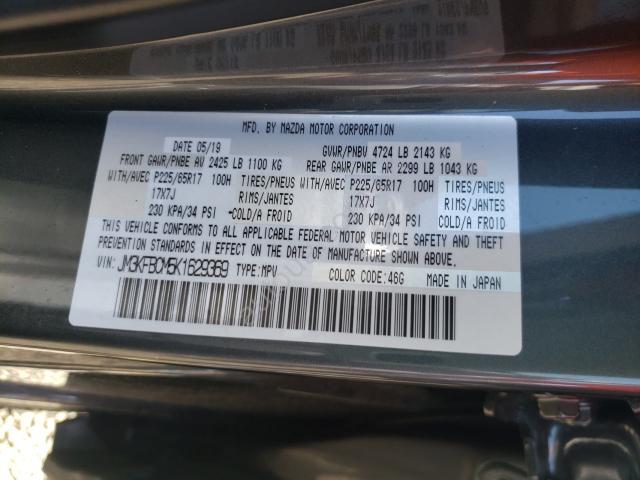 MFD. BY MAZDA MOTOR CORPORATION
DATE 05/19 GVWR/PNBV 4724 LB 2143 KG
FRONT GAWR/PNBE AV 2425 LB 1100 KG REAR GAWR/PNBE AR 2299 LB 1043 KG
WITH/AVEC P225/65R17 100H TIRES/PNEUS WITH/AVEC P225/65R17 100H TIRES/PNEUS
17X7J RIMS/JANTES 17X7J RIMS/JANTES
230 KPA/34 PSI COLD/A FROID 230 KPA/34 PSI COLD/A FROID
THIS VEHICLE CONFORMS TO ALL APPLICABLE FEDERAL MOTOR VEHICLE SAFETY AND THEFT
PREVENTION STANDARDS IN EFFECT ON THE DATE OF MANUFACTURE SHOWN ABOVE.
VIN: JM3KFBCM5K1629369 TYPE: MPV COLOR CODE: 46G MADE IN JAPAN